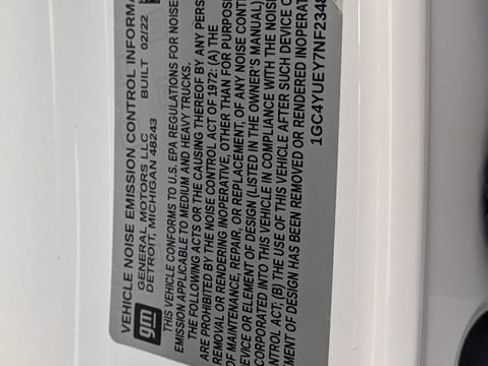 VEHICLE NOISE EMISSION CONTROL INFORMA
gm
GENERAL MOTORS LLC
DETROIT, MICHIGAN 48243 BUILT 02/22
THIS VEHICLE CONFORMS TO U.S. EPA REGULATIONS FOR NOISE
EMISSION APPLICABLE TO MEDIUM AND HEAVY TRUCKS.
THE FOLLOWING ACTS OR THE CAUSING THEREOF BY ANY PERS
ARE PROHIBITED BY THE NOISE CONTROL ACT OF 1972: (A) THE
REMOVAL OR RENDERING INOPERATIVE, OTHER THAN FOR PURPOS
OF MAINTENANCE, REPAIR, OR REPLACEMENT, OF ANY NOISE CONT
EVICE OR ELEMENT OF DESIGN (LISTED IN THE OWNER'S MANUAL)
CORPORATED INTO THIS VEHICLE IN COMPLIANCE WITH THE NOIS
ONTROL ACT; (B) THE USE OF THIS VEHICLE AFTER SUCH DEVICE O
MENT OF DESIGN HAS BEEN REMOVED OR RENDERED INOPERAT
1GC4YUEY7NF2348